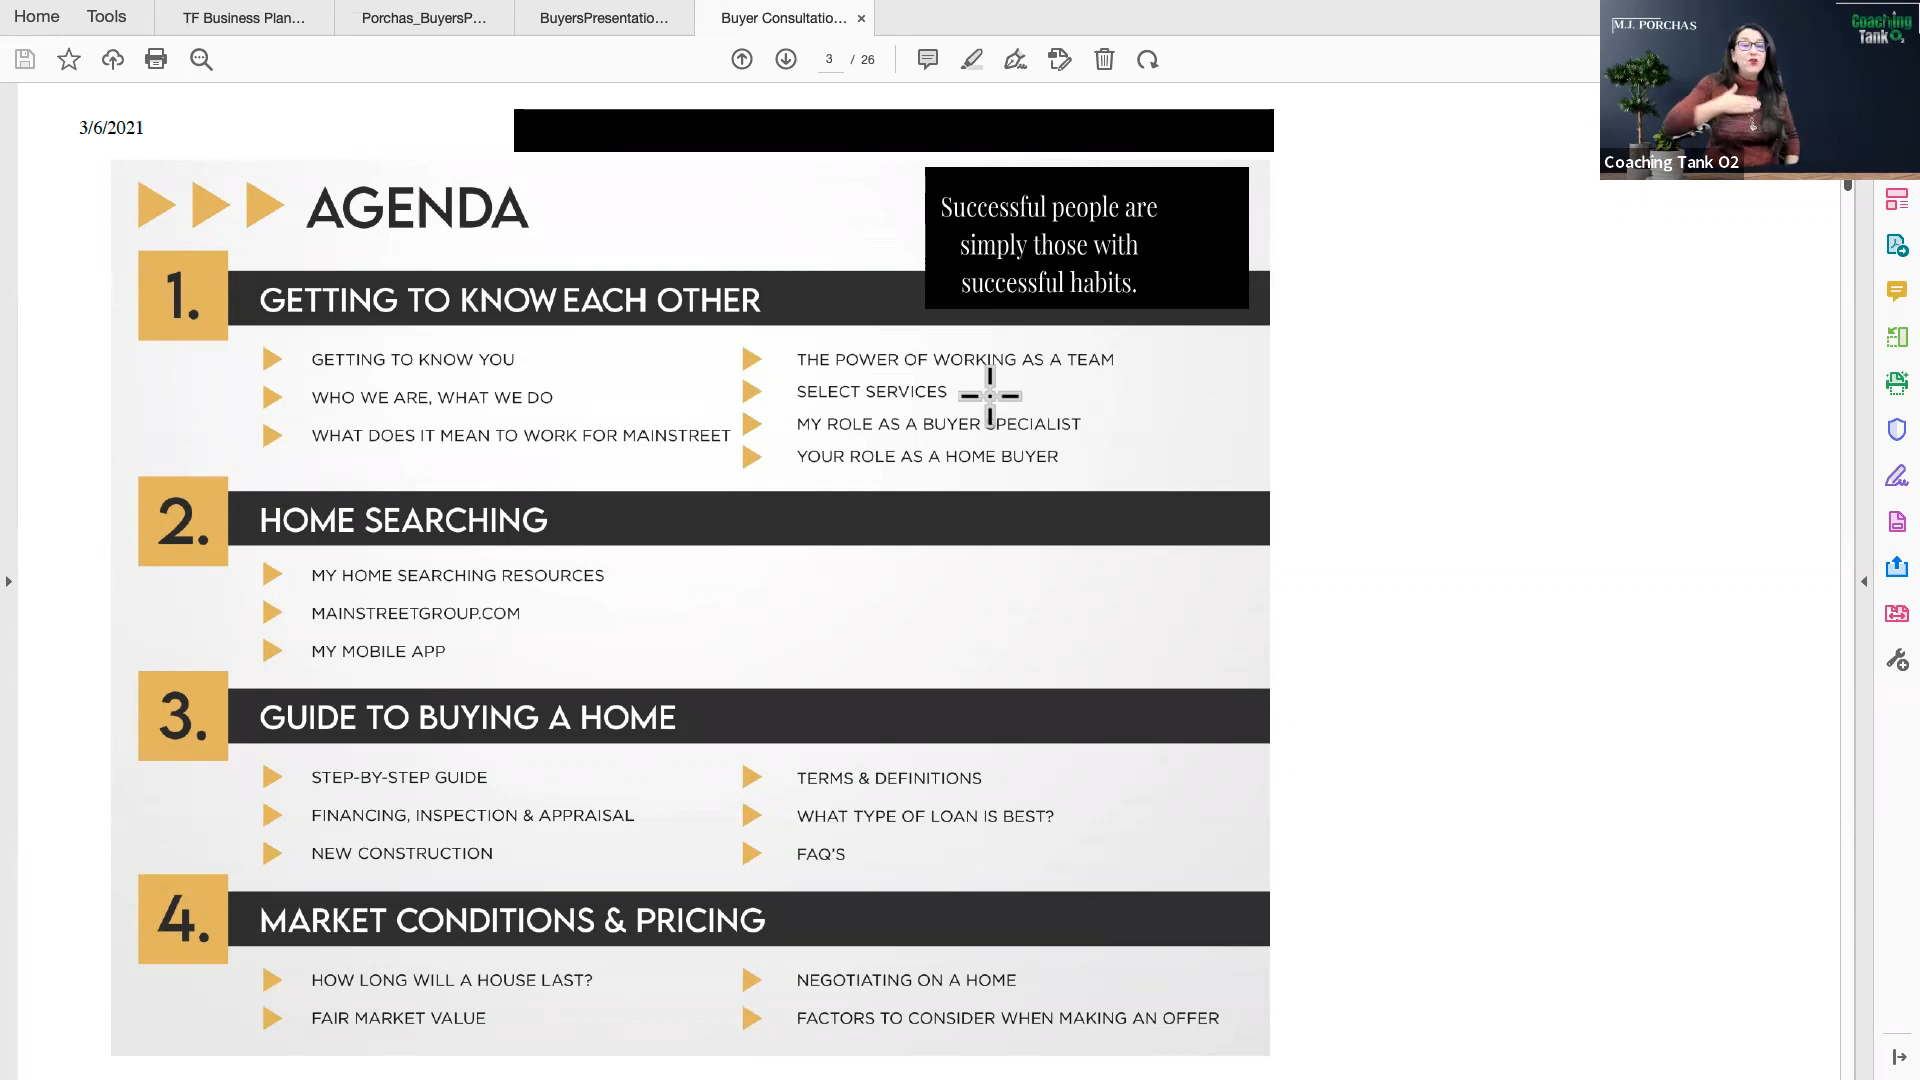 Home
Tools
TF Business Plan...
Porchas_BuyersP...
BuyersPresentatio...
Buyer Consultatio...
3 / 26
M.J. PORCHAS
Coaching
Tank O2
Coaching Tank O2
3/6/2021
AGENDA
Successful people are
simply those with
successful habits.
1. GETTING TO KNOW EACH OTHER
GETTING TO KNOW YOU
WHO WE ARE, WHAT WE DO
WHAT DOES IT MEAN TO WORK FOR MAINSTREET
THE POWER OF WORKING AS A TEAM
SELECT SERVICES
MY ROLE AS A BUYER SPECIALIST
YOUR ROLE AS A HOME BUYER
2. HOME SEARCHING
MY HOME SEARCHING RESOURCES
MAINSTREETGROUP.COM
MY MOBILE APP
3. GUIDE TO BUYING A HOME
STEP-BY-STEP GUIDE
FINANCING, INSPECTION & APPRAISAL
NEW CONSTRUCTION
TERMS & DEFINITIONS
WHAT TYPE OF LOAN IS BEST?
FAQ'S
4. MARKET CONDITIONS & PRICING
HOW LONG WILL A HOUSE LAST?
FAIR MARKET VALUE
NEGOTIATING ON A HOME
FACTORS TO CONSIDER WHEN MAKING AN OFFER